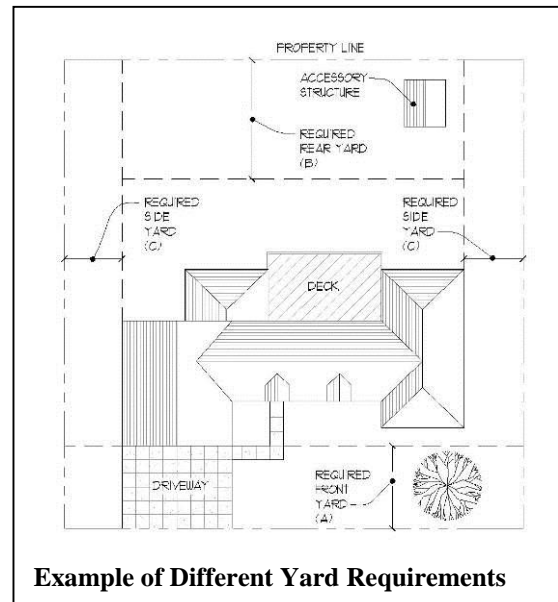 PROPERTY LINE
ACCESSORY
STRUCTURE
REQUIRED
REAR YARD
(B)
REQUIRED
SIDE
YARD
(C)
REQUIRED
SIDE
YARD
(C)
DECK
DRIVEWAY
REQUIRED
FRONT
YARD
(A)
Example of Different Yard Requirements